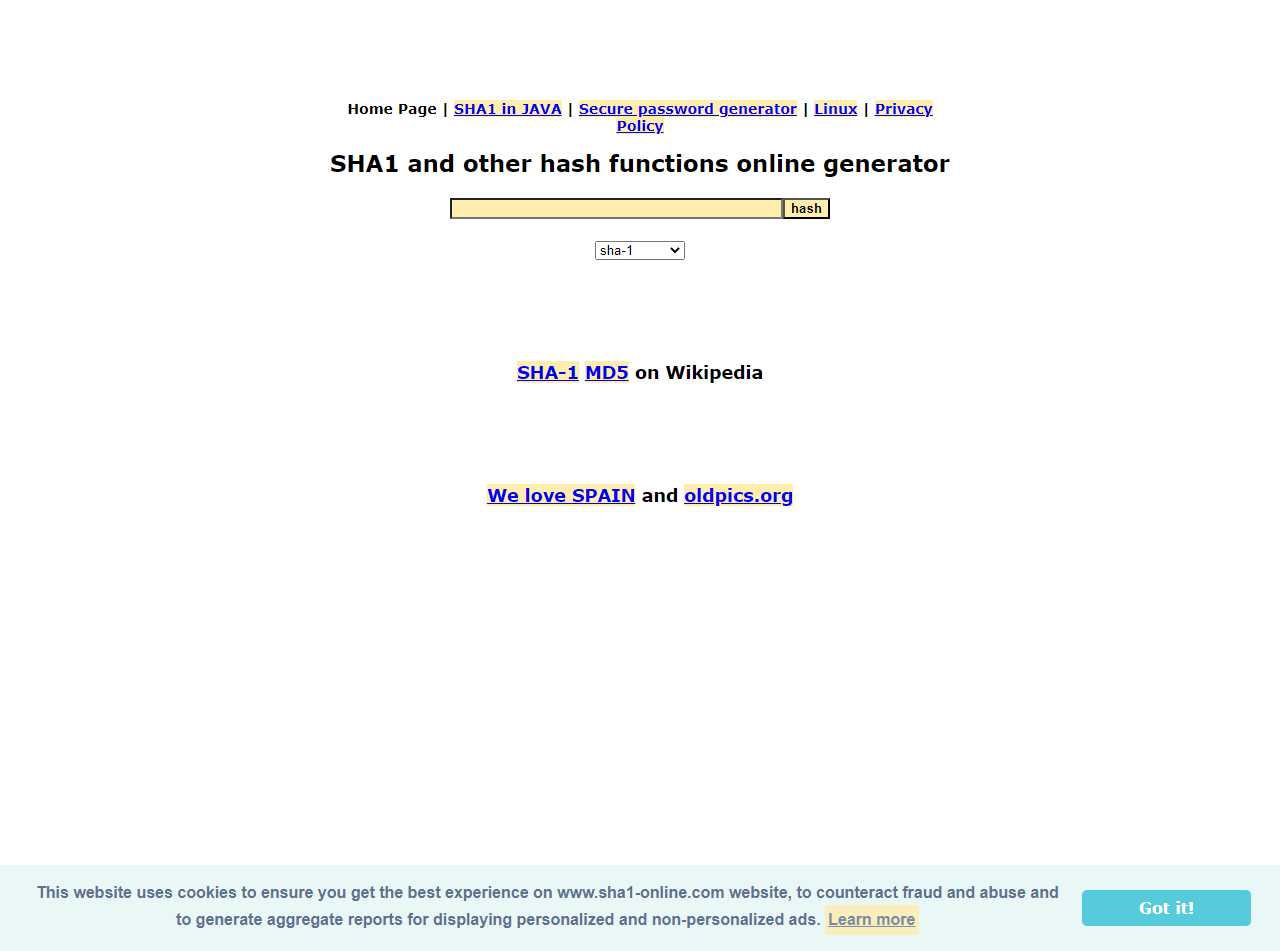 Home Page | SHA1 in JAVA | Secure password generator | Linux | Privacy
Policy
SHA1 and other hash functions online generator
hash
sha-1
SHA-1 MD5 on Wikipedia
We love SPAIN and oldpics.org
This website uses cookies to ensure you get the best experience on www.sha1-online.com website, to counteract fraud and abuse and
to generate aggregate reports for displaying personalized and non-personalized ads. Learn more
Got it!